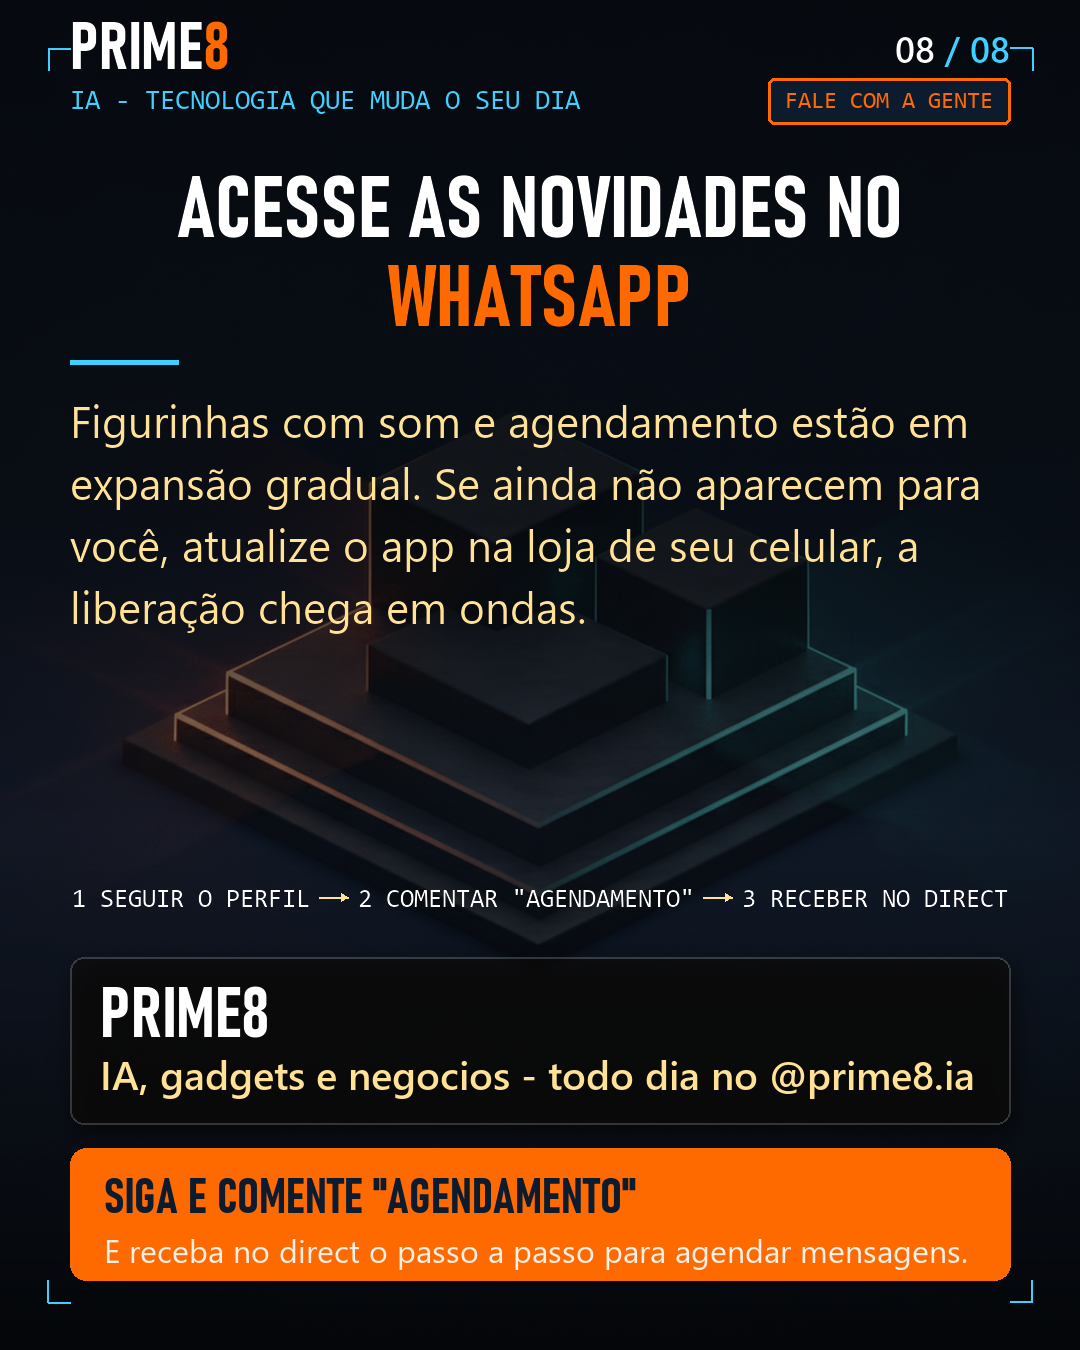 PRIME8
08 / 08
IA - TECNOLOGIA QUE MUDA O SEU DIA
FALE COM A GENTE
ACESSE AS NOVIDADES NO
WHATSAPP
Figurinhas com som e agendamento estão em
expansão gradual. Se ainda não aparecem para
você, atualize o app na loja de seu celular, a
liberação chega em ondas.
1 SEGUIR O PERFIL → 2 COMENTAR "AGENDAMENTO" → 3 RECEBER NO DIRECT
PRIME8
IA, gadgets e negocios - todo dia no @prime8.ia
SIGA E COMENTE "AGENDAMENTO"
E receba no direct o passo a passo para agendar mensagens.